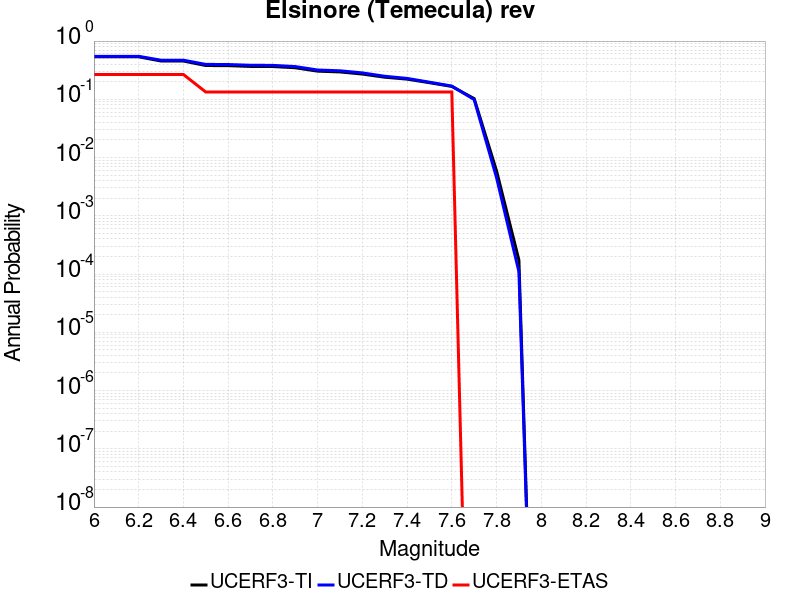 Elsinore (Temecula) rev
Annual Probability
10^0
10^-1
10^-2
10^-3
10^-4
10^-5
10^-6
10^-7
10^-8
6 6.2 6.4 6.6 6.8 7 7.2 7.4 7.6 7.8 8 8.2 8.4 8.6 8.8 9
Magnitude
UCERF3-TI UCERF3-TD UCERF3-ETAS